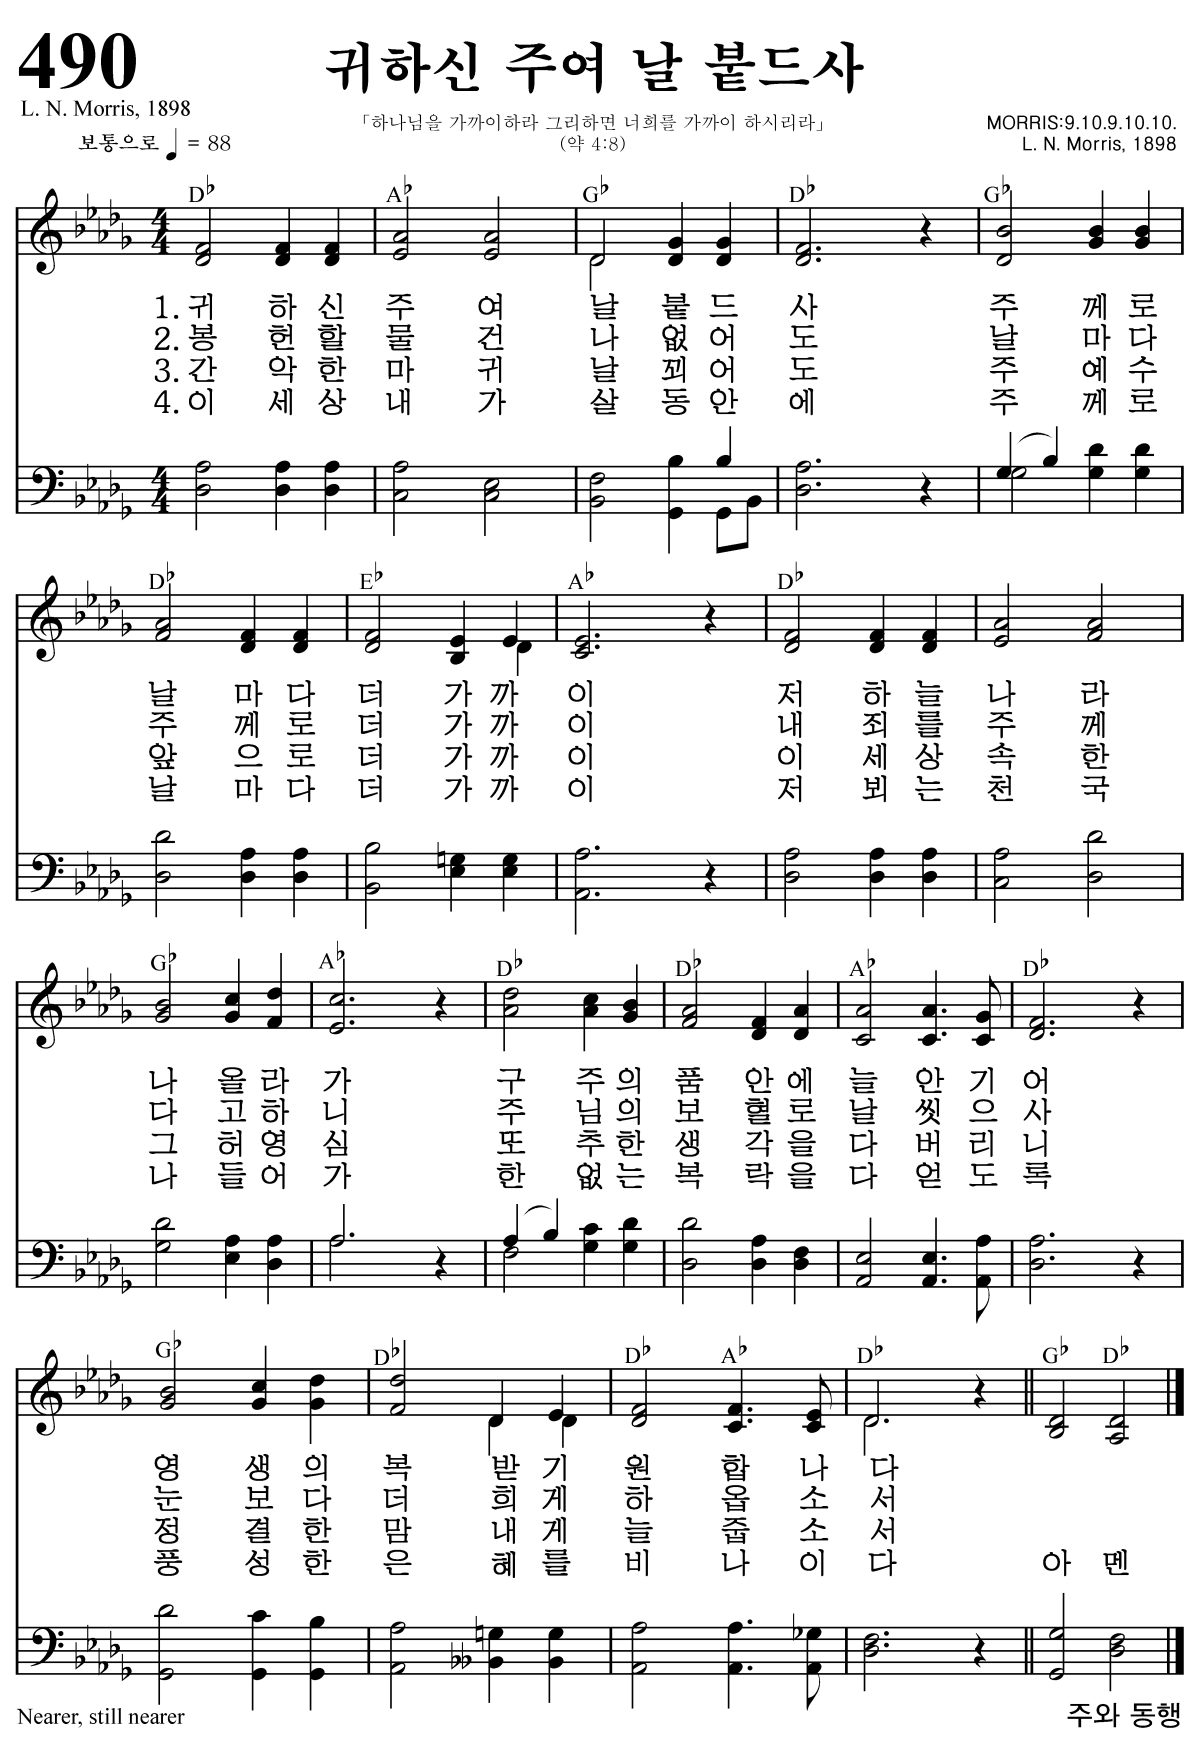 490
귀하신 주여 날 붙드사
L. N. Morris, 1898
「하나님을 가까이하라 그리하면 너희를 가까이 하시리라」
(약 4:8)
MORRIS:9.10.9.10.10.
L. N. Morris, 1898
보통으로 ♩ = 88
D♭ A♭ G♭ D♭ G♭
4 4
1. 귀 하 신 주 여 날 붙 드 사 주 께 로
2. 봉 헌 할 물 건 나 없 어 도 날 마 다
3. 간 악 한 마 귀 날 꾀 어 도 주 예 수
4. 이 세 상 내 가 살 동 안 에 주 께 로
4 4
D♭ E♭ A♭ D♭
날 마 다 더 가 까 이 저 하 늘 나 라
주 께 로 더 가 까 이 내 죄 를 주 께
앞 으 로 더 가 까 이 이 세 상 속 한
날 마 다 더 가 까 이 저 뵈 는 천 국
G♭ A♭ D♭ D♭ A♭ D♭
나 올 라 가 구 주 의 품 안 에 늘 안 기 어
다 고 하 니 주 님 의 보 혈 로 날 씻 으 사
그 허 영 심 또 추 한 생 각 을 다 버 리 니
나 들 어 가 한 없 는 복 락 을 다 얻 도 록
G♭ D♭ D♭ A♭ D♭ G♭ D♭
영 생 의 복 받 기 원 합 나 다
눈 보 다 더 희 게 하 옵 소 서
정 결 한 맘 내 게 늘 줍 소 서
풍 성 한 은 혜 를 비 나 이 다 아 멘
Nearer, still nearer
주와 동행